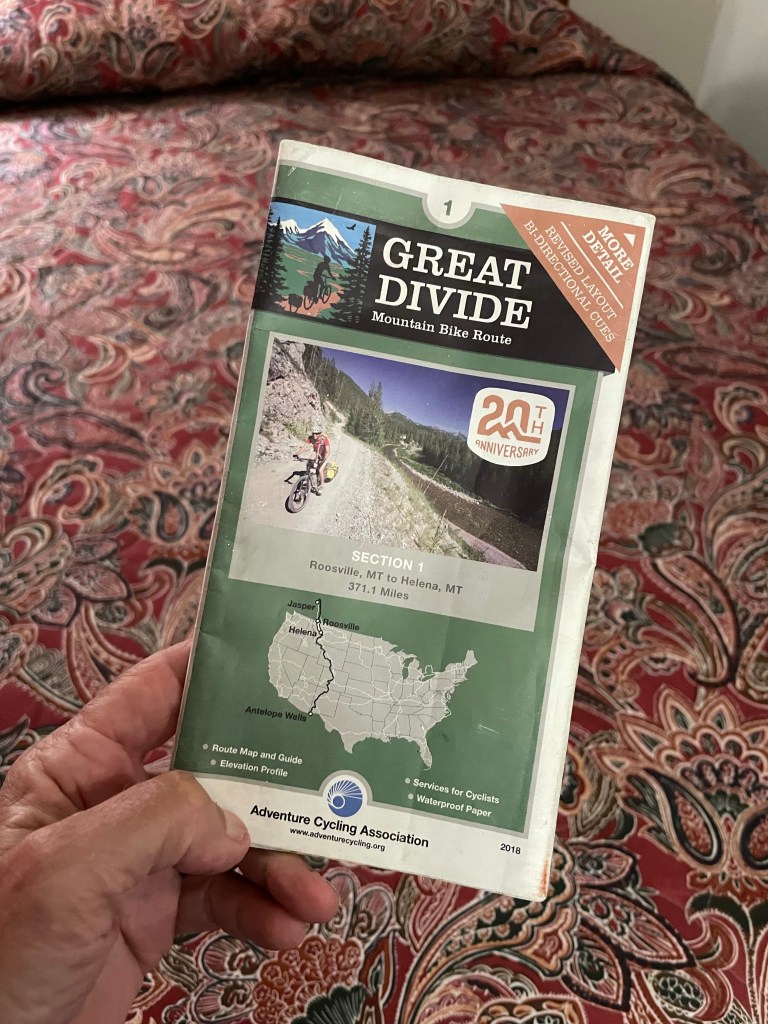 1
MORE
DETAIL
REVISED LAYOUT
BI-DIRECTIONAL CUES
GREAT
DIVIDE
Mountain Bike Route
20TH
ANNIVERSARY
SECTION 1
Roosville, MT to Helena, MT
371.1 Miles
Jasper
Roosville
Helena
Antelope Wells
Route Map and Guide
Elevation Profile
Services for Cyclists
Waterproof Paper
Adventure Cycling Association
www.adventurecycling.org
2018